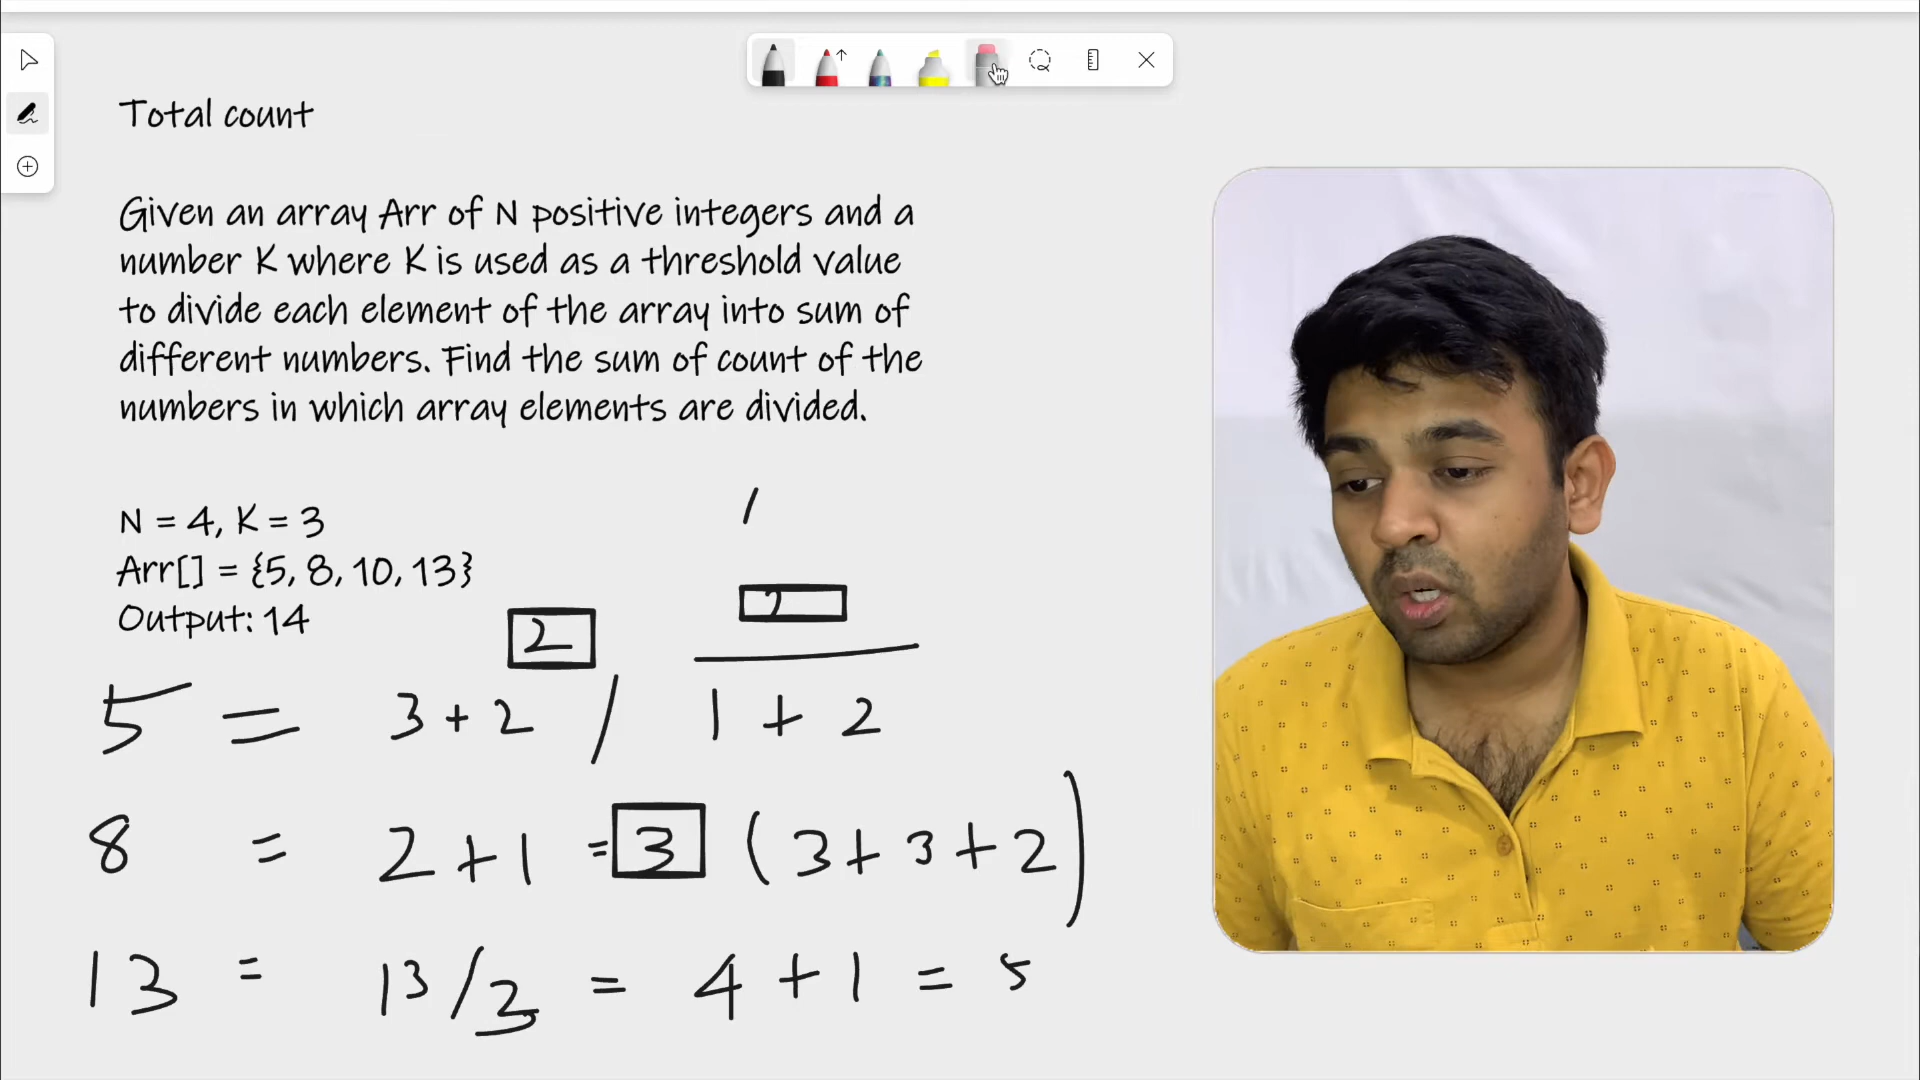 Total count
Given an array Arr of N positive integers and a
number K where K is used as a threshold value
to divide each element of the array into sum of
different numbers. Find the sum of count of the
numbers in which array elements are divided.
N = 4, K = 3
Arr[] = {5, 8, 10, 13}
Output: 14
2
5 = 3 + 2 / 1 + 2
8 = 2 + 1 = 3 (3 + 3 + 2)
13 = 13/3 = 4 + 1 = 5